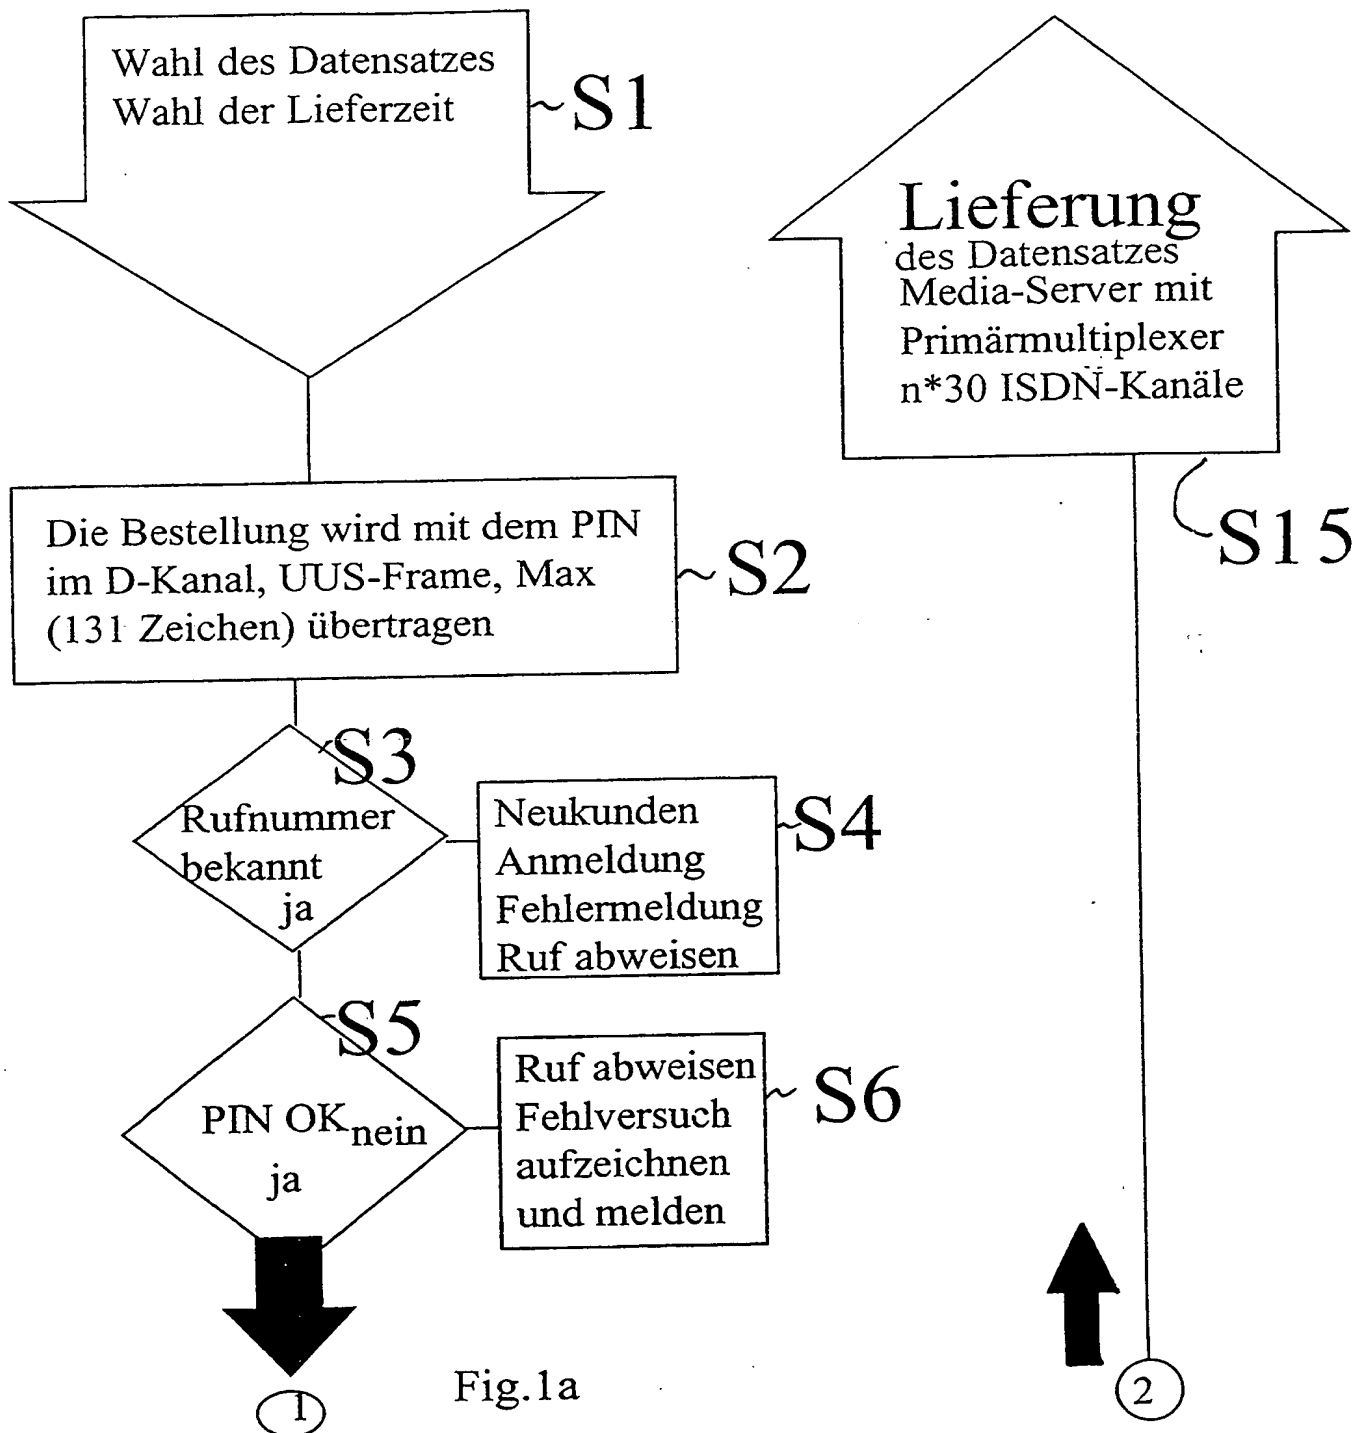 Wahl des Datensatzes
Wahl der Lieferzeit
S1
Die Bestellung wird mit dem PIN
im D-Kanal, UUS-Frame, Max
(131 Zeichen) übertragen
S2
S3
Rufnummer
bekannt
ja
Neukunden
Anmeldung
Fehlermeldung
Ruf abweisen
S4
S5
PIN OK nein
ja
Ruf abweisen
Fehlversuch
aufzeichnen
und melden
S6
1
Fig.1a
Lieferung
des Datensatzes
Media-Server mit
Primärmultiplexer
n*30 ISDN-Kanäle
S15
2